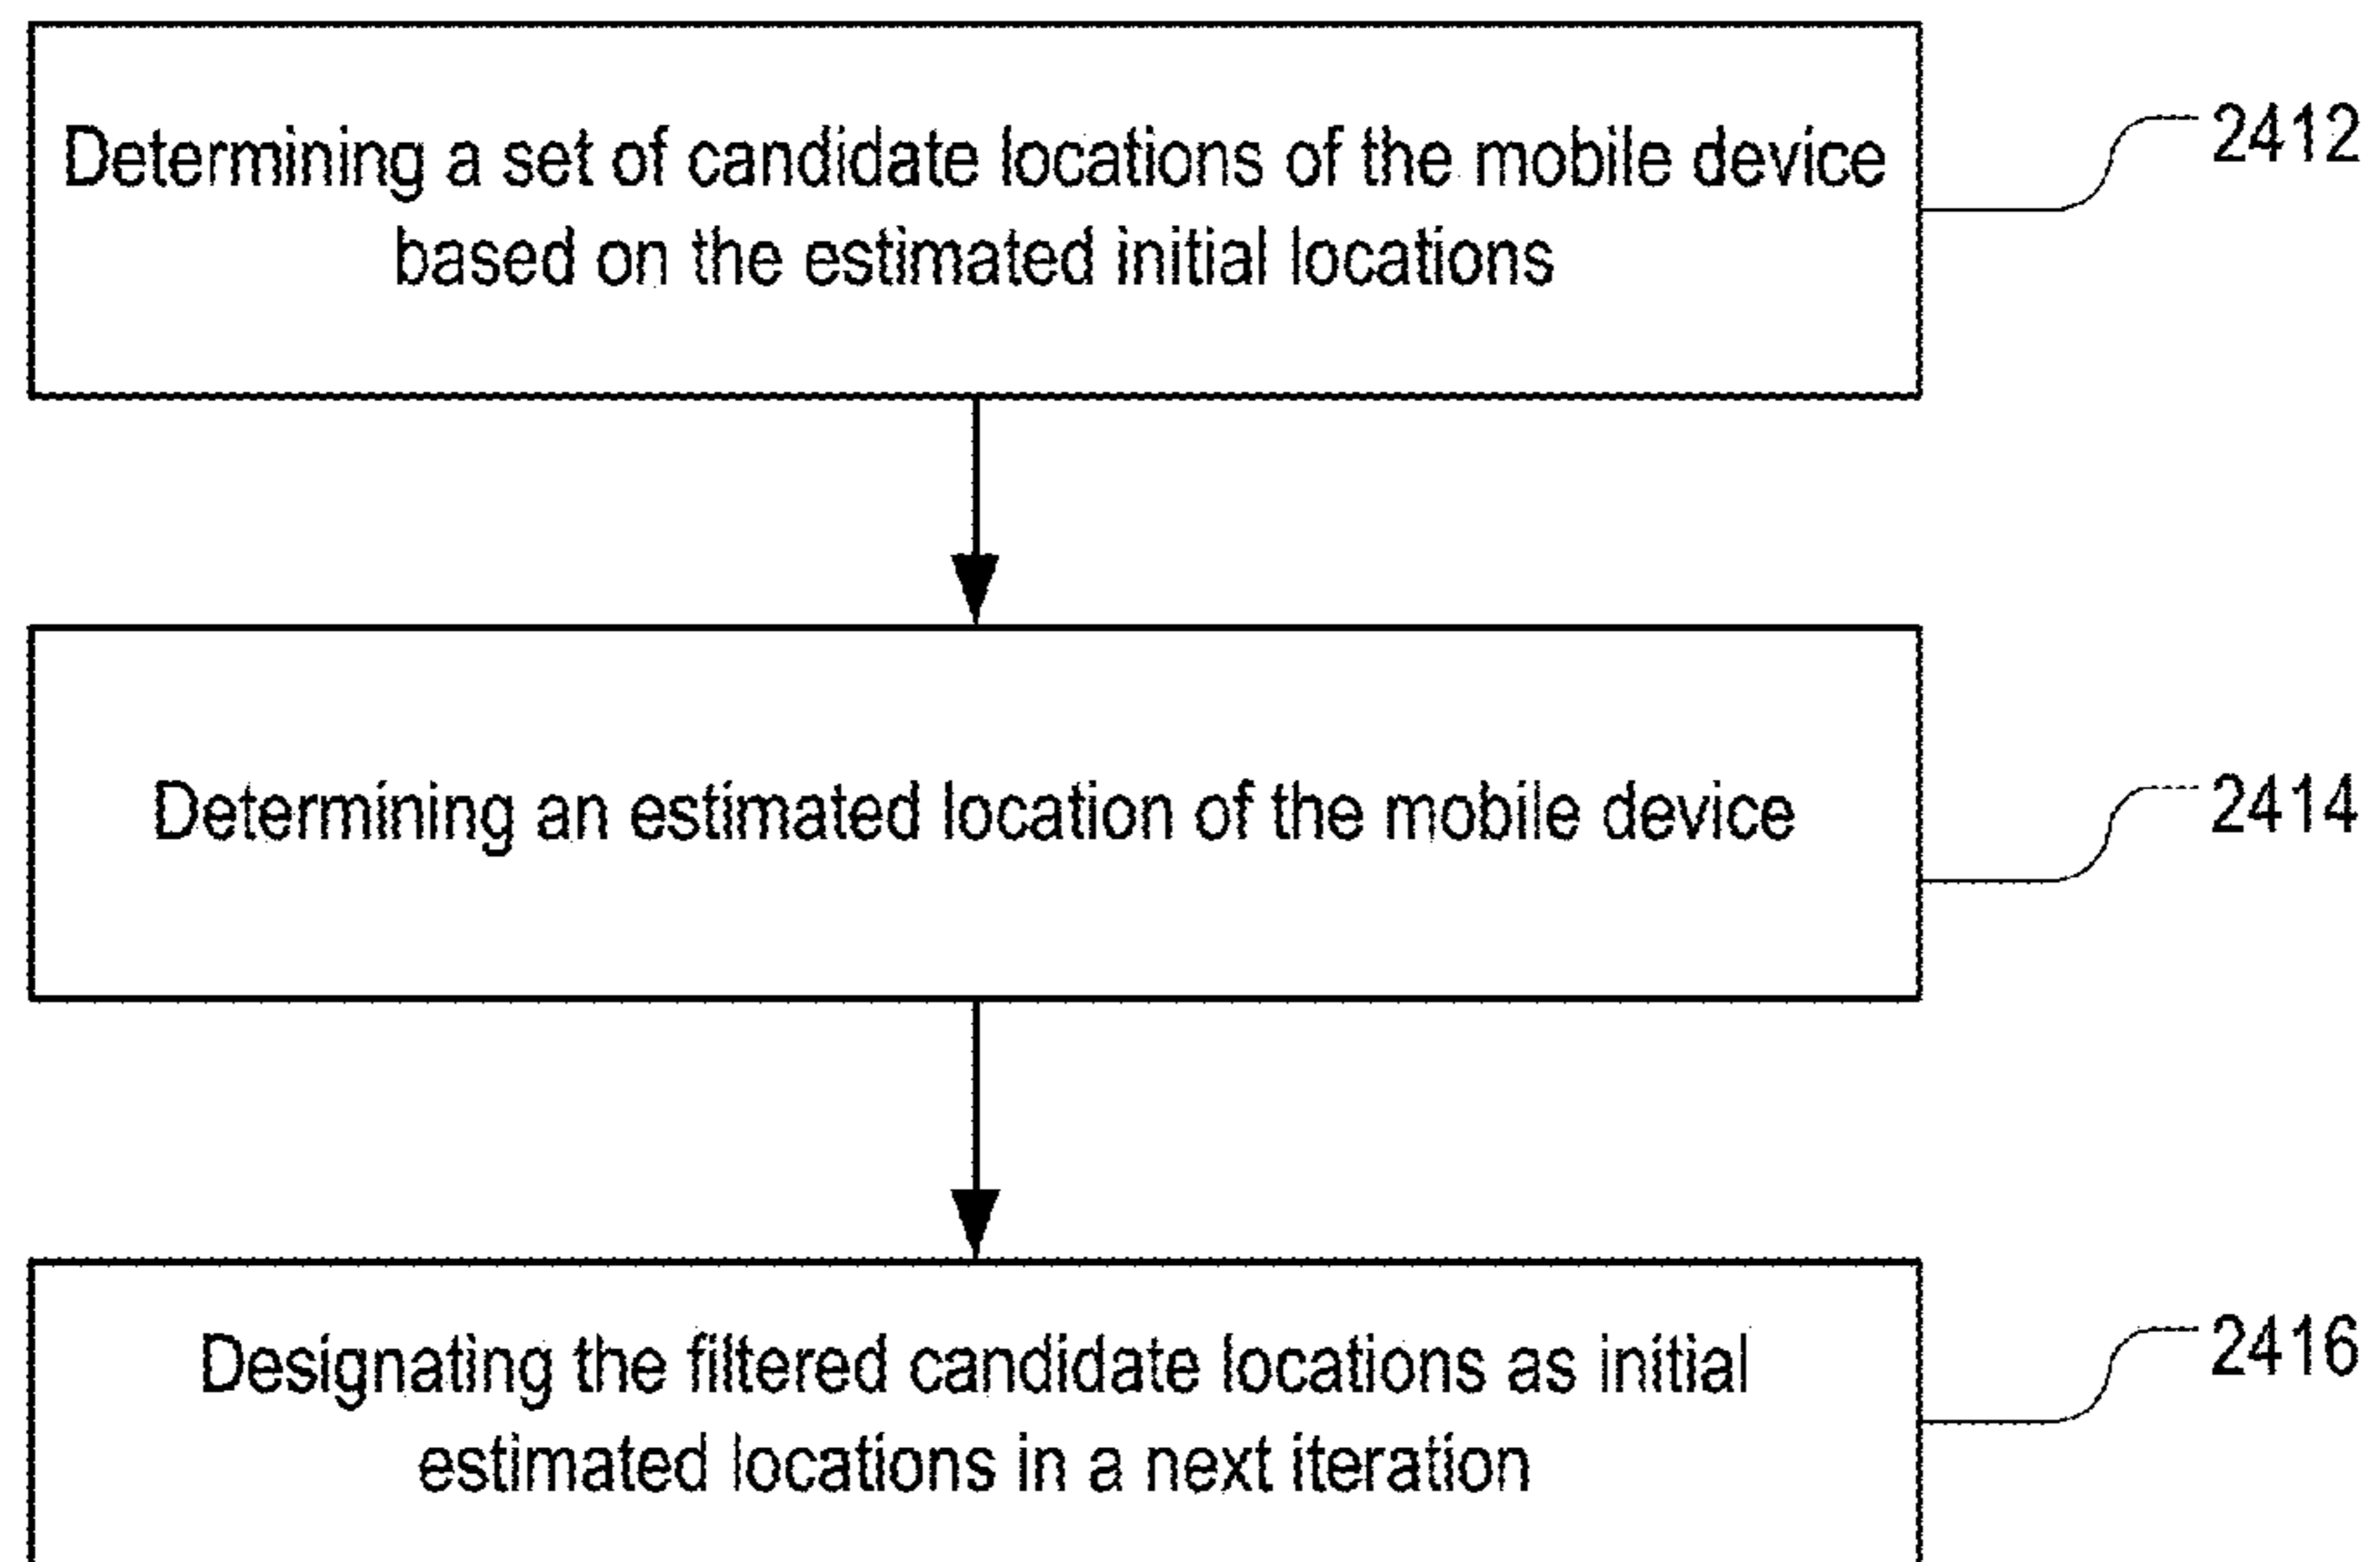 Determining a set of candidate locations of the mobile device
based on the estimated initial locations
2412
Determining an estimated location of the mobile device
2414
Designating the filtered candidate locations as initial
estimated locations in a next iteration
2416